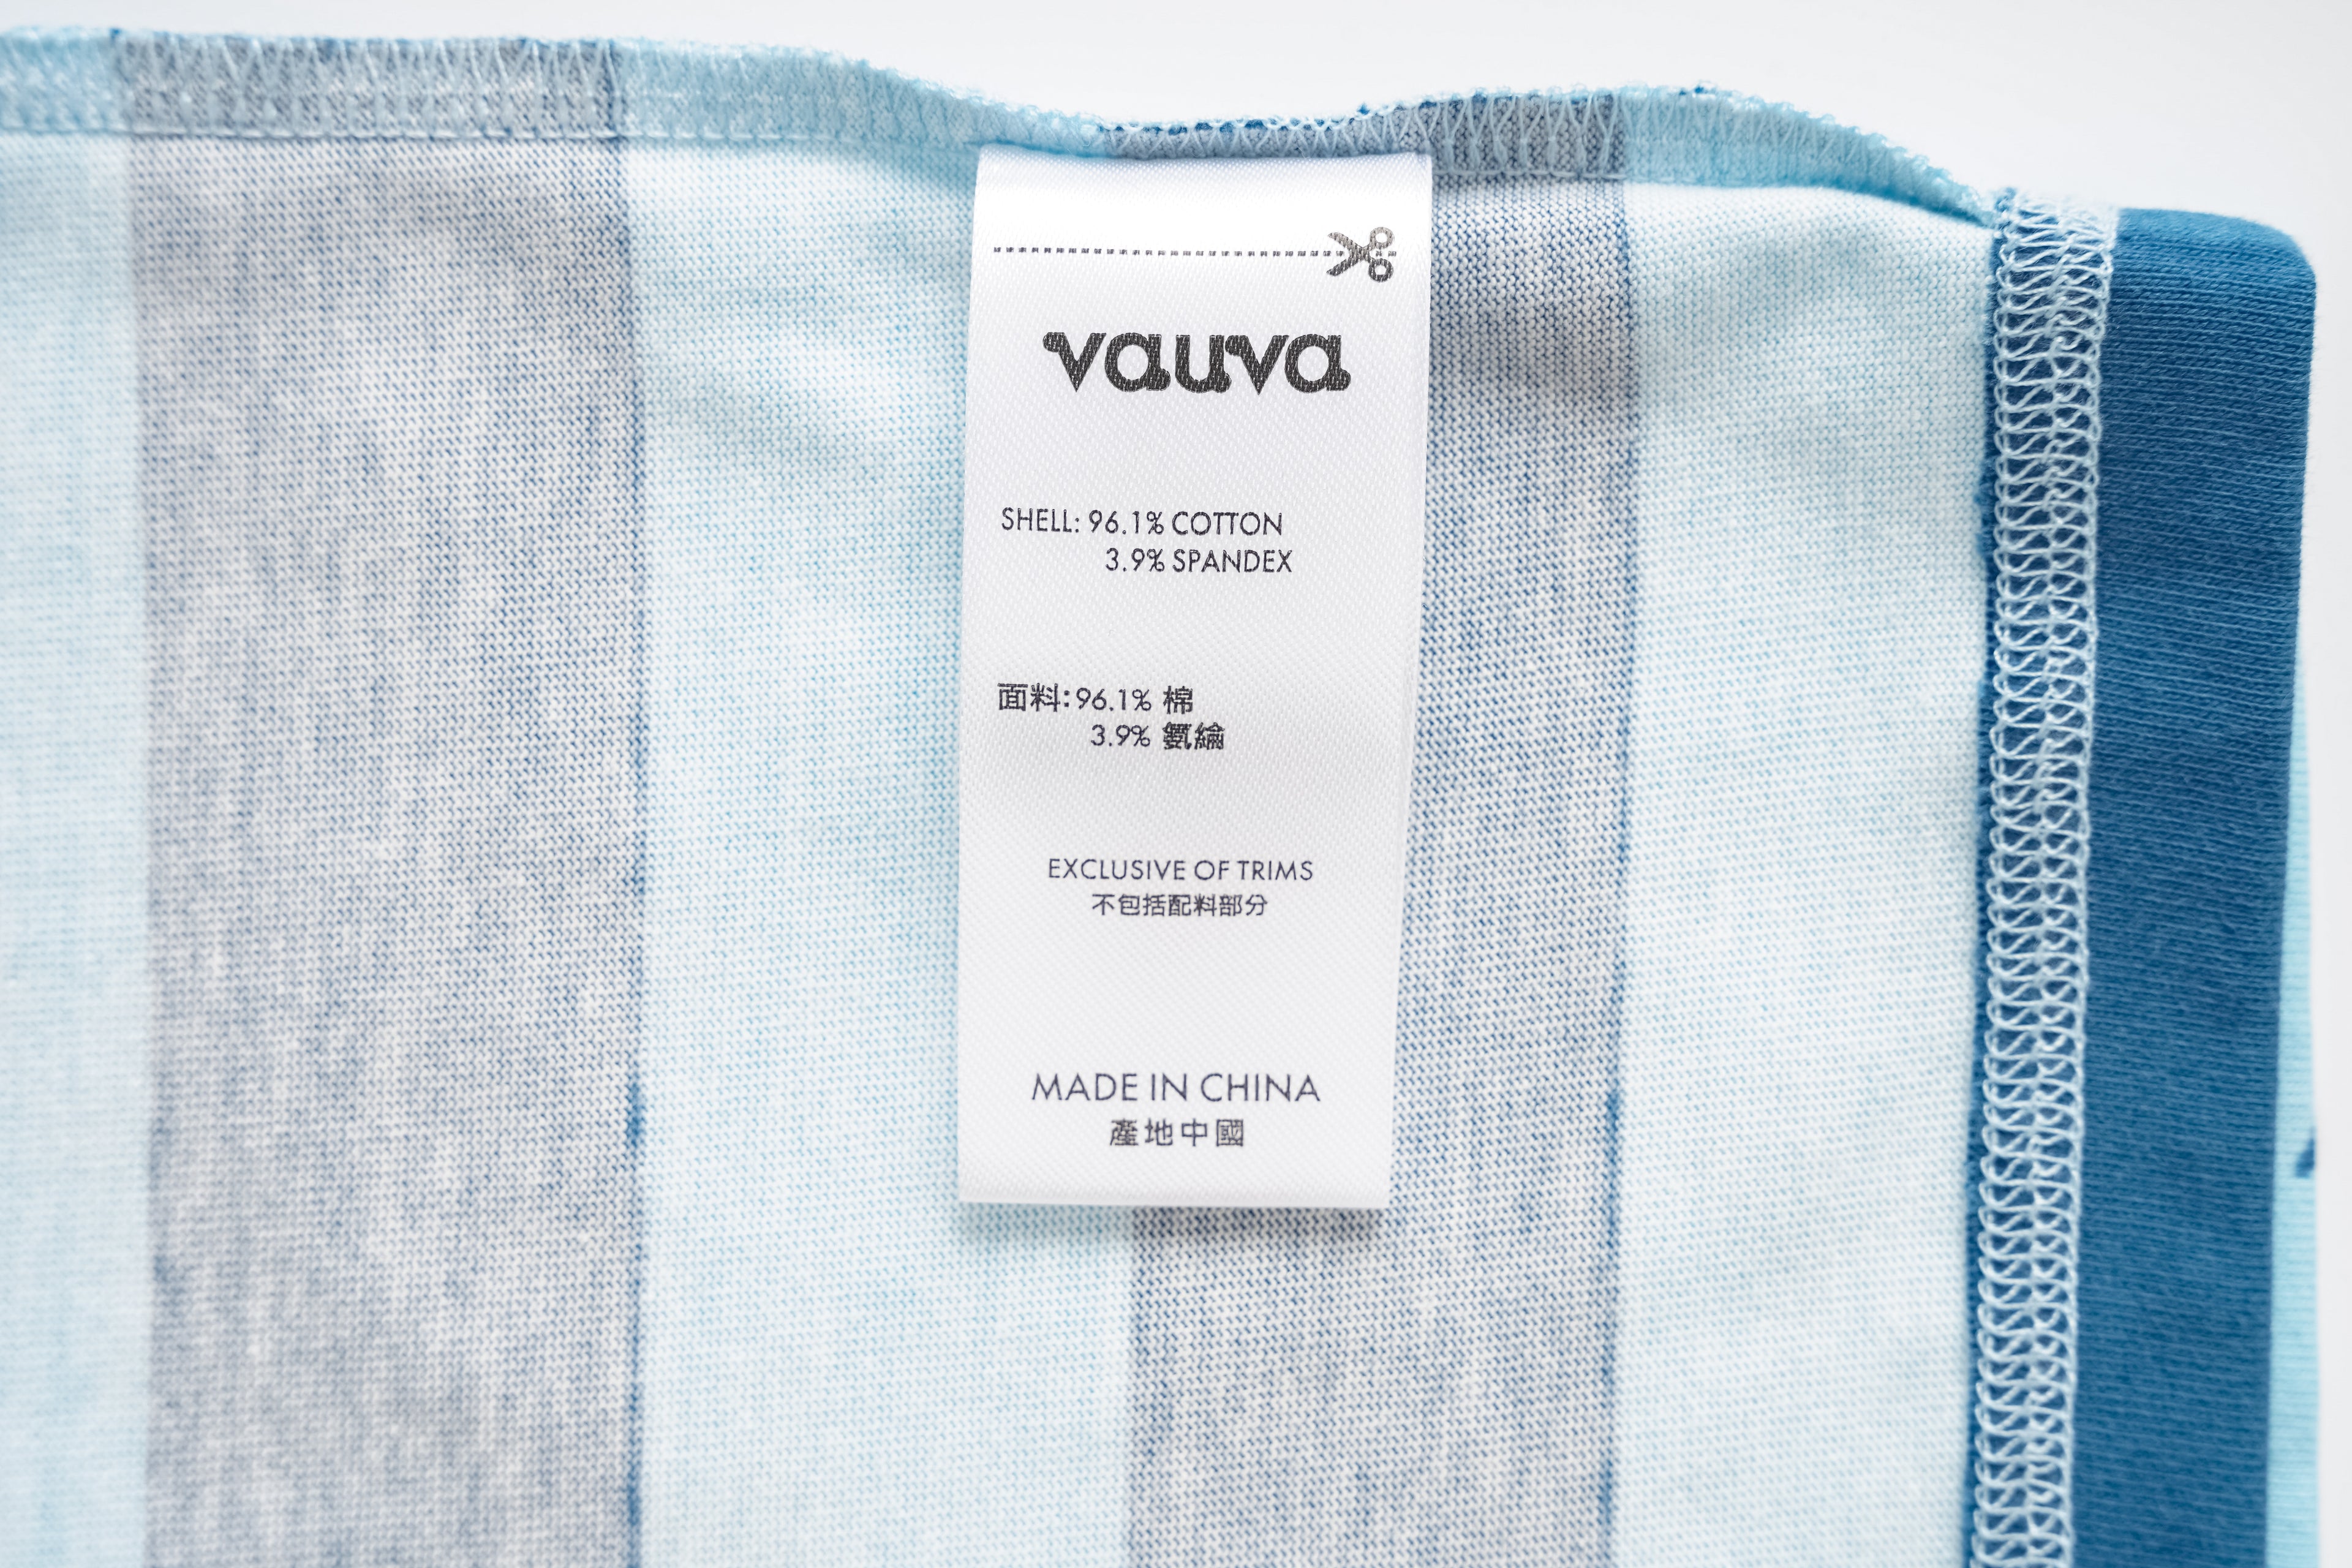 vauva
SHELL: 96.1% COTTON
3.9% SPANDEX
面料:96.1% 棉
3.9% 氨綸
EXCLUSIVE OF TRIMS
不包括配料部分
MADE IN CHINA
產地中國